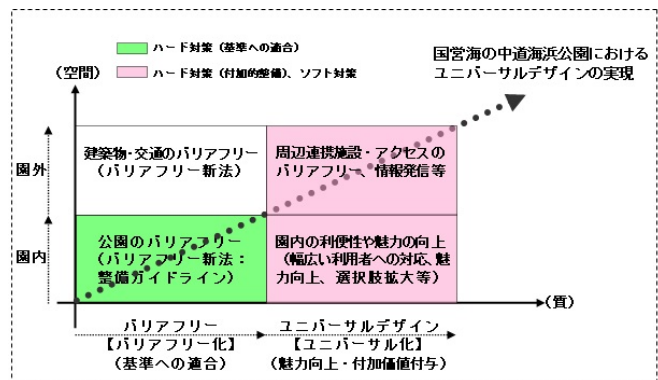 ハード対策（基準への適合）
ハード対策（付加的整備）、ソフト対策
国営海の中道海浜公園における
ユニバーサルデザインの実現
（空間）
園外
園内
建築物・交通のバリアフリー
（バリアフリー新法）
周辺連携施設・アクセスの
バリアフリー、情報発信等
公園のバリアフリー
（バリアフリー新法：
整備ガイドライン）
園内の利便性や魅力の向上
（幅広い利用者への対応、魅
力向上、選択肢拡大等）
（質）
バリアフリー
【バリアフリー化】
（基準への適合）
ユニバーサルデザイン
【ユニバーサル化】
（魅力向上・付加価値付与）